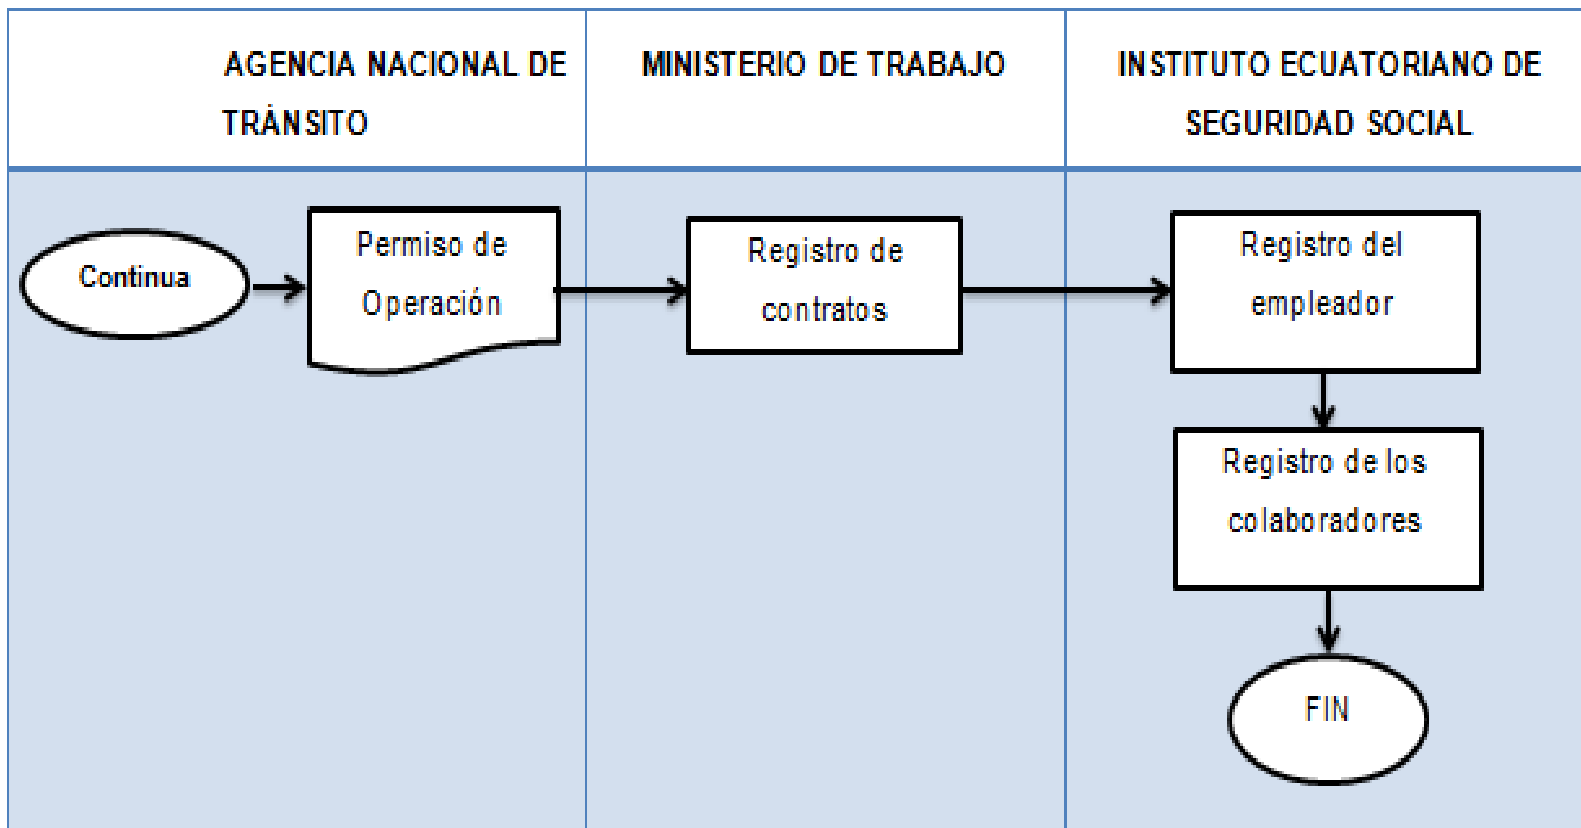 AGENCIA NACIONAL DE
TRÁNSITO
MINISTERIO DE TRABAJO
INSTITUTO ECUATORIANO DE
SEGURIDAD SOCIAL
Continua
Permiso de
Operación
Registro de
contratos
Registro del
empleador
Registro de los
colaboradores
FIN